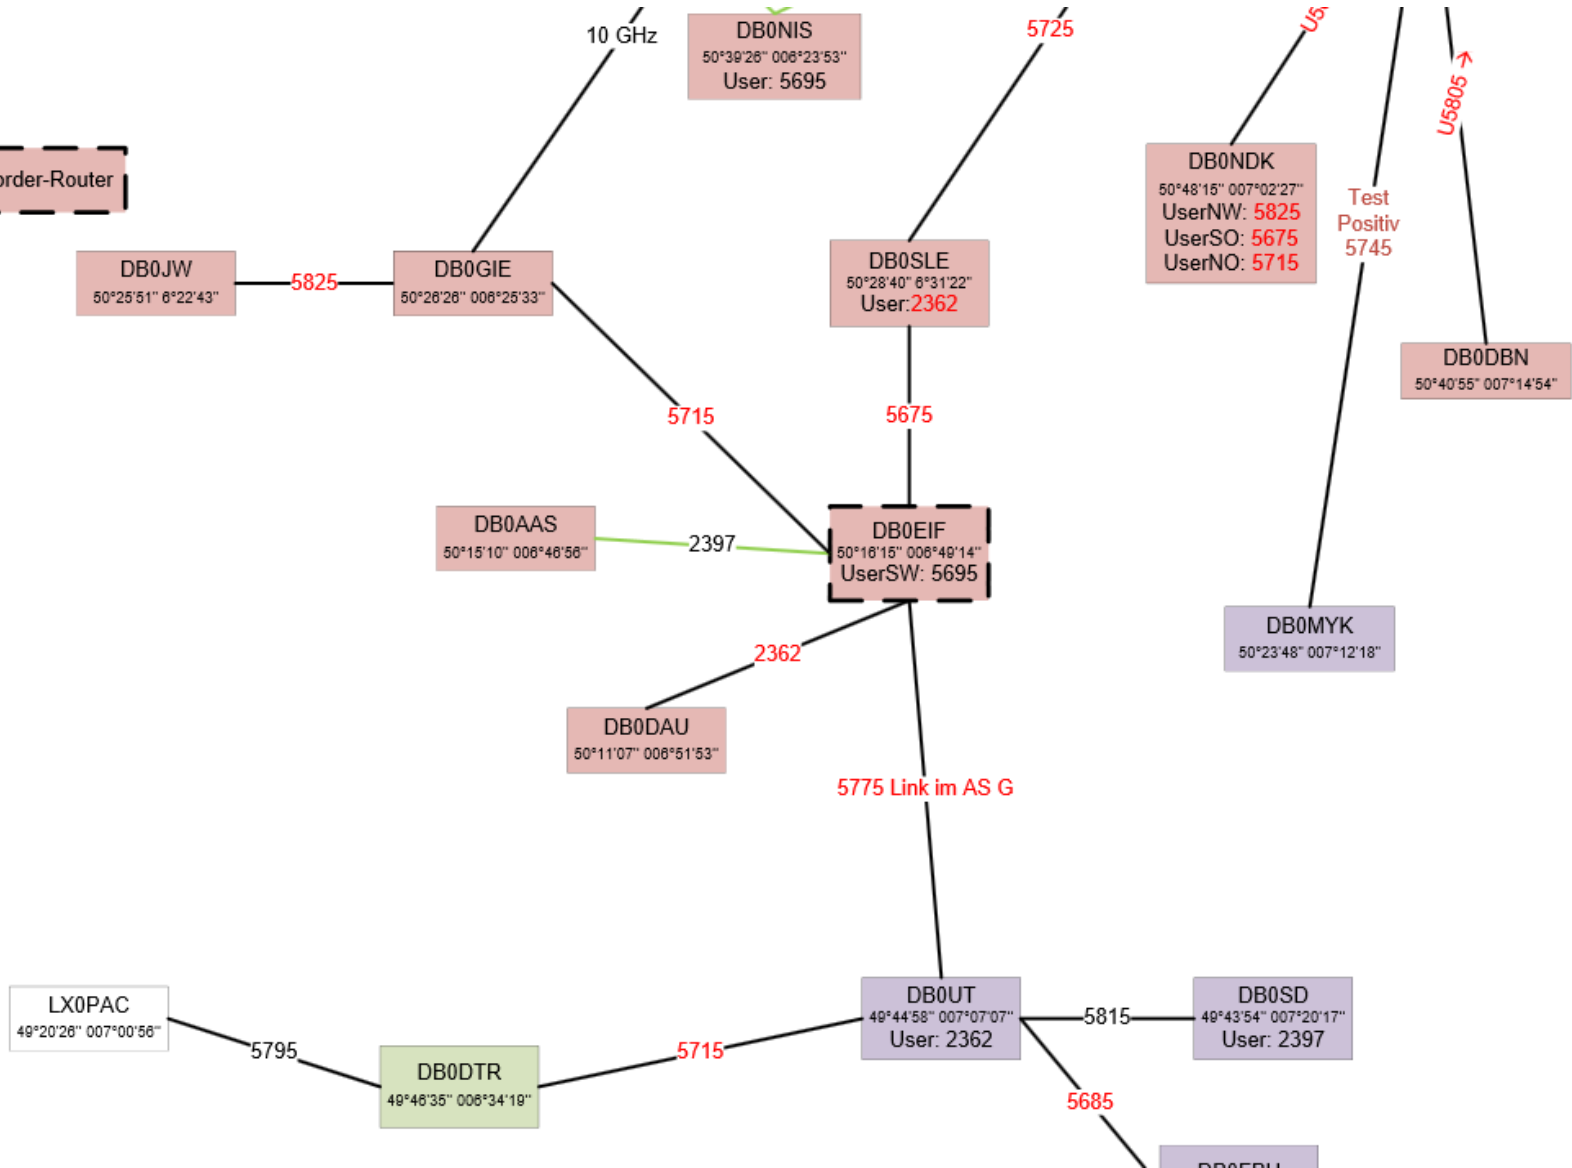 10 GHz
DB0NIS
50°39'26" 006°23'53"
User: 5695
5725
U5
U5805 →
order-Router
DB0NDK
50°48'15" 007°02'27"
UserNW: 5825
UserSO: 5675
UserNO: 5715
Test
Positiv
5745
DB0JW
50°25'51" 6°22'43"
5825
DB0GIE
50°26'26" 006°25'33"
DB0SLE
50°28'40" 6°31'22"
User:2362
DB0DBN
50°40'55" 007°14'54"
5715
5675
DB0AAS
50°15'10" 006°46'56"
2397
DB0EIF
50°16'15" 006°49'14"
UserSW: 5695
2362
DB0MYK
50°23'48" 007°12'18"
DB0DAU
50°11'07" 006°51'53"
5775 Link im AS G
LX0PAC
49°20'26" 007°00'56"
5795
DB0DTR
49°46'35" 006°34'19"
5715
DB0UT
49°44'58" 007°07'07"
User: 2362
5815
DB0SD
49°43'54" 007°20'17"
User: 2397
5685